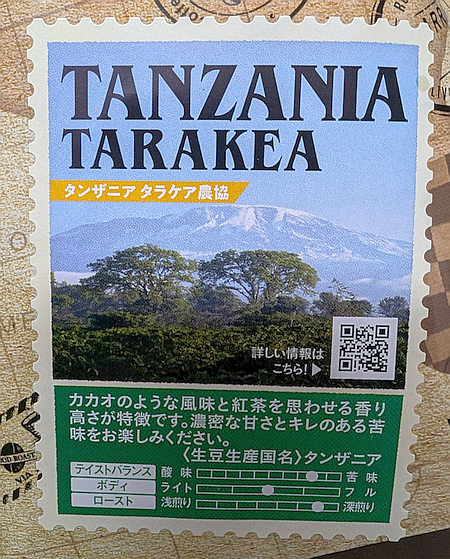 TANZANIA
TARAKEA
タンザニア タラケア農協
詳しい情報は
こちら!▶
カカオのような風味と紅茶を思わせる香り
高さが特徴です。濃密な甘さとキレのある苦
味をお楽しみください。
〈生豆生産国名〉タンザニア
テイストバランス 酸味 苦味
ボディ ライト フル
ロースト 浅煎り 深煎り